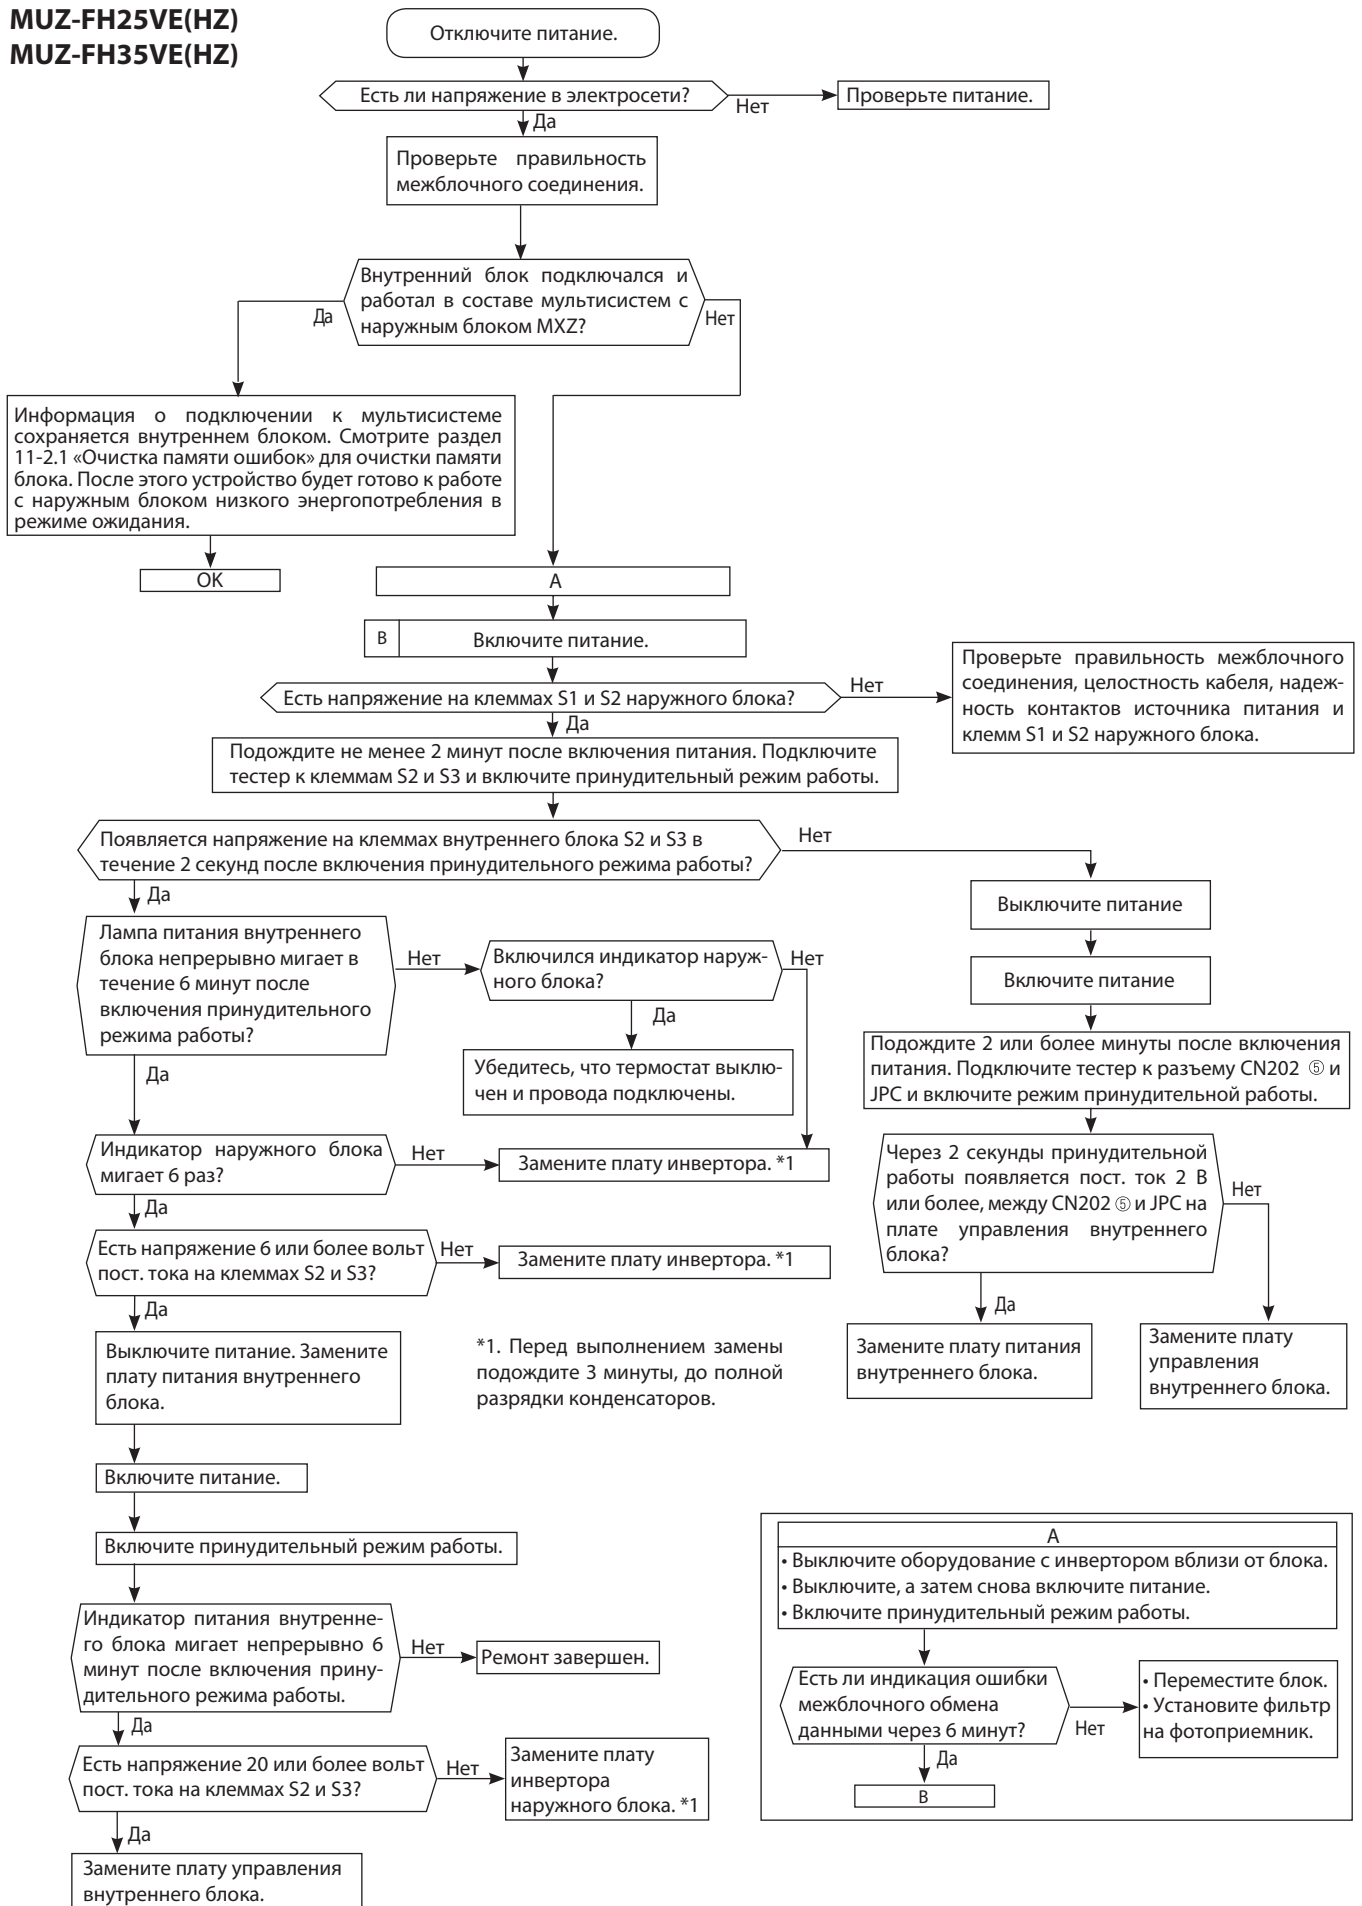 MUZ-FH25VE(HZ)
MUZ-FH35VE(HZ)
Отключите питание.
Есть ли напряжение в электросети?
Нет
Проверьте питание.
Да
Проверьте правильность
межблочного соединения.
Внутренний блок подключался и
работал в составе мультисистем с
наружным блоком MXZ?
Да
Нет
Информация о подключении к мультисистеме
сохраняется внутреннем блоком. Смотрите раздел
11-2.1 «Очистка памяти ошибок» для очистки памяти
блока. После этого устройство будет готово к работе
с наружным блоком низкого энергопотребления в
режиме ожидания.
OK
A
B
Включите питание.
Есть напряжение на клеммах S1 и S2 наружного блока?
Нет
Проверьте правильность межблочного
соединения, целостность кабеля, надеж-
ность контактов источника питания и
клемм S1 и S2 наружного блока.
Да
Подождите не менее 2 минут после включения питания. Подключите
тестер к клеммам S2 и S3 и включите принудительный режим работы.
Появляется напряжение на клеммах внутреннего блока S2 и S3 в
течение 2 секунд после включения принудительного режима работы?
Нет
Да
Выключите питание
Включите питание
Подождите 2 или более минуты после включения
питания. Подключите тестер к разъему CN202 ⑤ и
JPC и включите режим принудительной работы.
Через 2 секунды принудительной
работы появляется пост. ток 2 В
или более, между CN202 ⑤ и JPC на
плате управления внутреннего
блока?
Нет
Да
Замените плату питания
внутреннего блока.
Замените плату
управления
внутреннего блока.
Лампа питания внутреннего
блока непрерывно мигает в
течение 6 минут после
включения принудительного
режима работы?
Нет
Включился индикатор наруж-
ного блока?
Нет
Да
Убедитесь, что термостат выклю-
чен и провода подключены.
Да
Индикатор наружного блока
мигает 6 раз?
Нет
Замените плату инвертора. *1
Да
Есть напряжение 6 или более вольт
пост. тока на клеммах S2 и S3?
Нет
Замените плату инвертора. *1
Да
Выключите питание. Замените
плату питания внутреннего
блока.
*1. Перед выполнением замены
подождите 3 минуты, до полной
разрядки конденсаторов.
Включите питание.
Включите принудительный режим работы.
Индикатор питания внутренне-
го блока мигает непрерывно 6
минут после включения прину-
дительного режима работы.
Нет
Ремонт завершен.
Да
Есть напряжение 20 или более вольт
пост. тока на клеммах S2 и S3?
Нет
Замените плату
инвертора
наружного блока. *1
Да
Замените плату управления
внутреннего блока.
A
• Выключите оборудование с инвертором вблизи от блока.
• Выключите, а затем снова включите питание.
• Включите принудительный режим работы.
Есть ли индикация ошибки
межблочного обмена
данными через 6 минут?
Нет
• Переместите блок.
• Установите фильтр
на фотоприемник.
Да
B